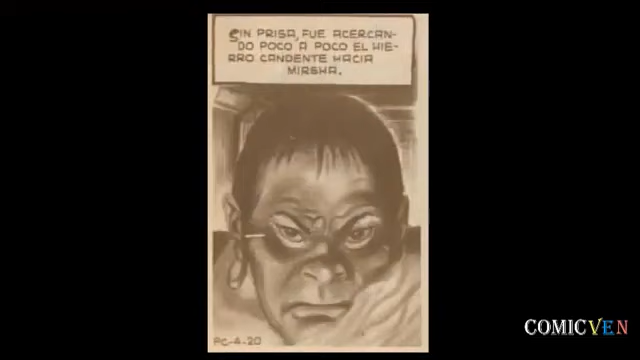 SIN PRISA, FUE ACERCAN-
DO POCO A POCO EL HIE-
RRO CANDENTE HACIA
MIRSHA.
PC-4-20
COMICVEN